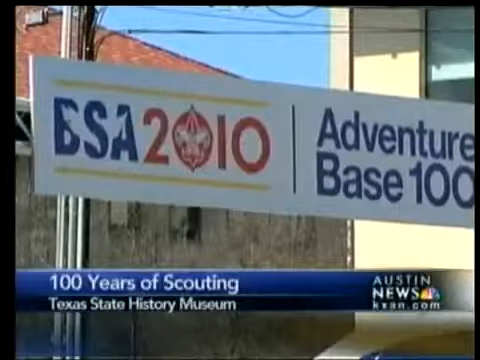 BSA2010
Adventure
Base 100
100 Years of Scouting
Texas State History Museum
AUSTIN
NEWS
kxan.com